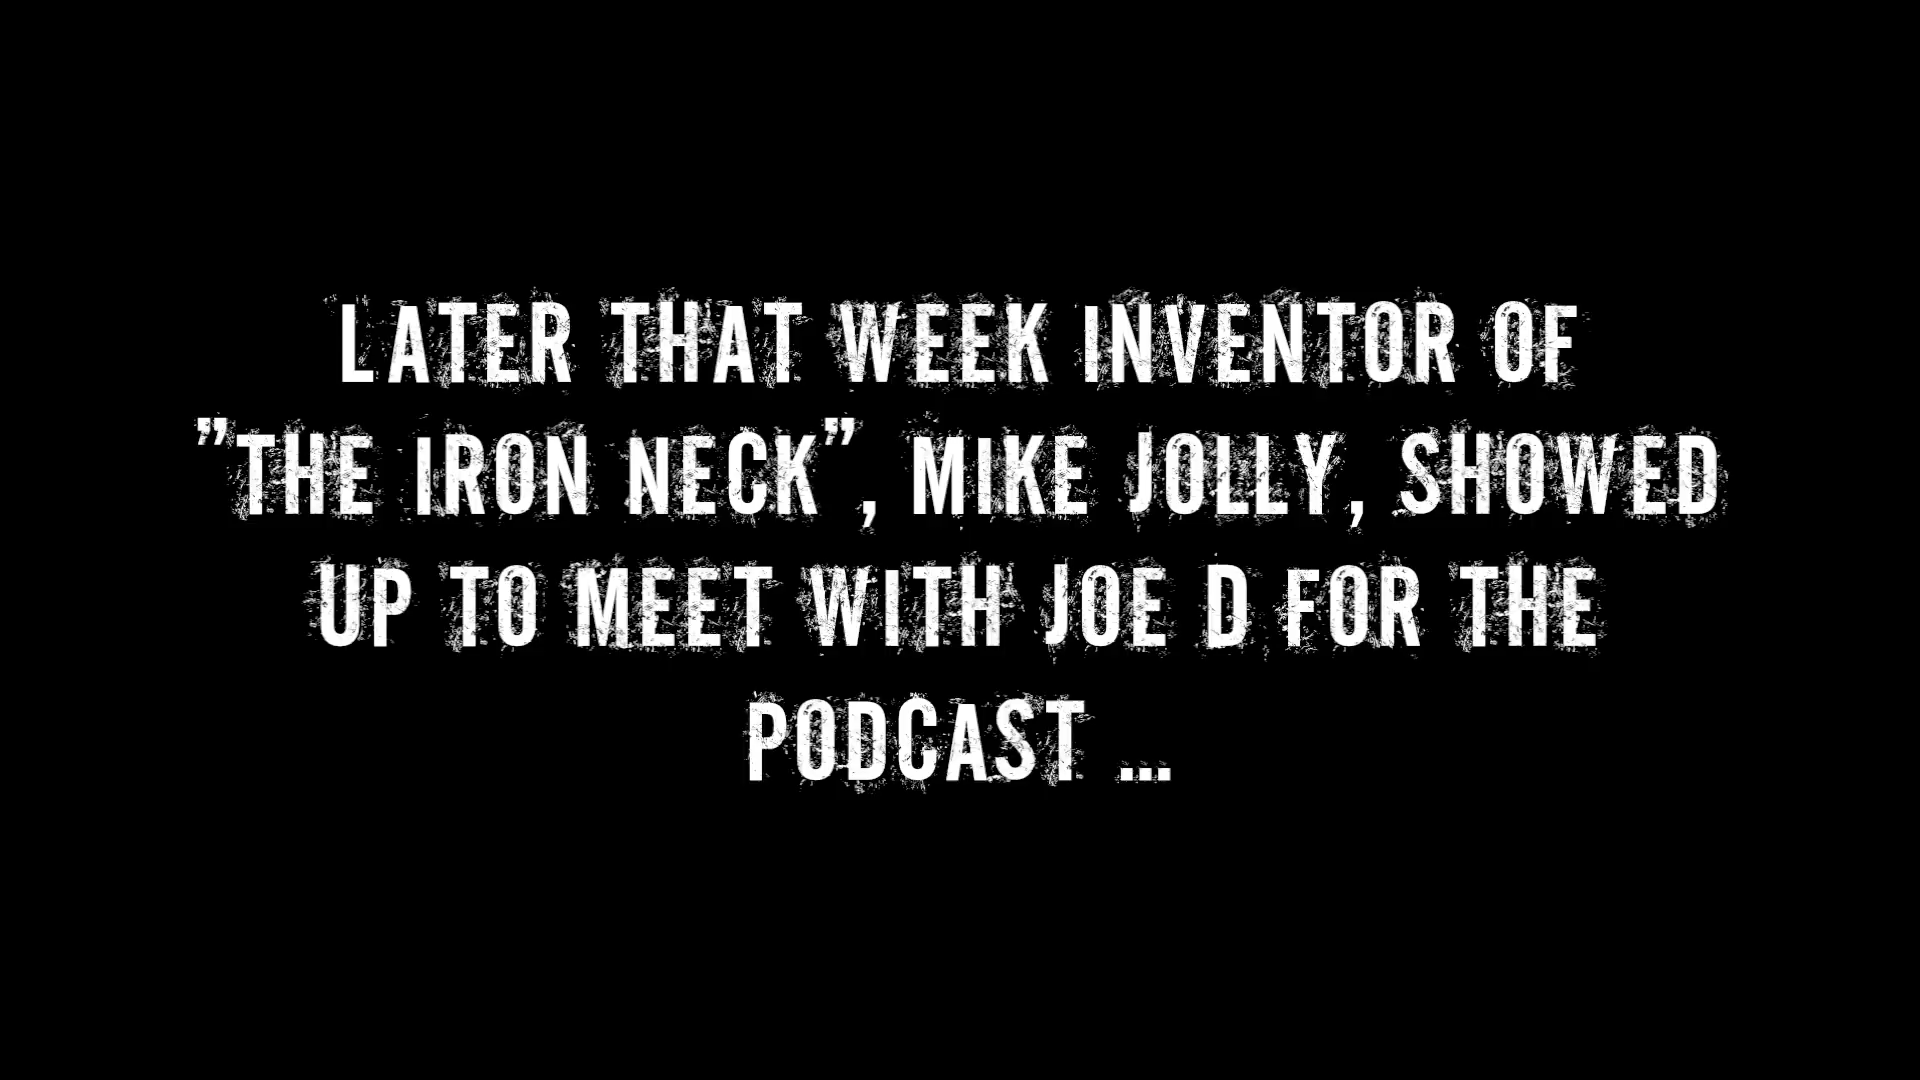 LATER THAT WEEK INVENTOR OF
”THE IRON NECK”, MIKE JOLLY, SHOWED
UP TO MEET WITH JOE D FOR THE
PODCAST ...